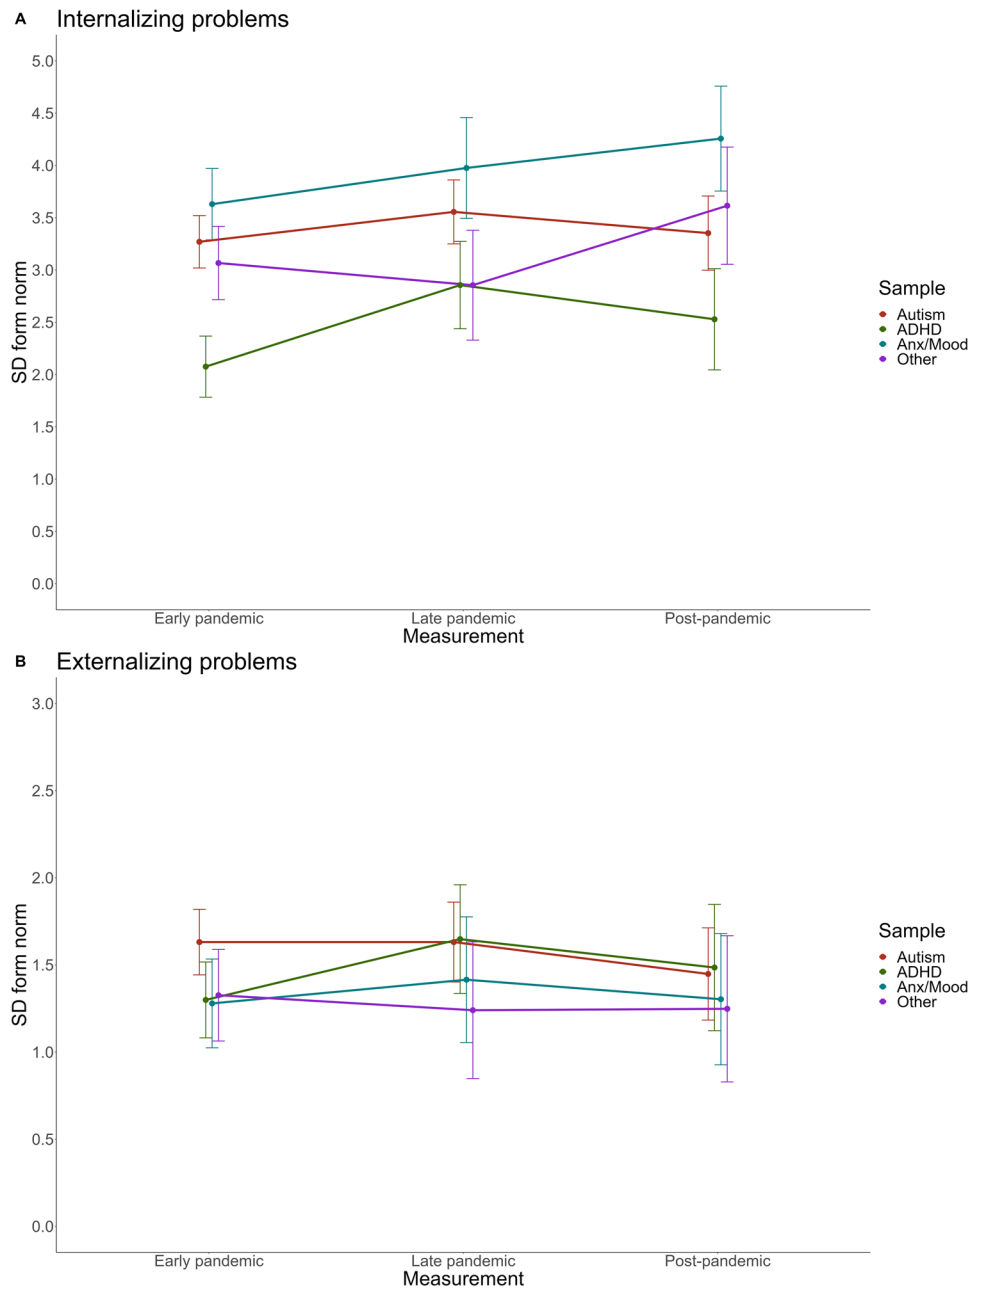 A Internalizing problems
5.0
4.5
4.0
3.5
3.0
2.5
2.0
1.5
1.0
0.5
0.0
SD form norm
Early pandemic Late pandemic Post-pandemic
Measurement
Sample
Autism
ADHD
Anx/Mood
Other
B Externalizing problems
3.0
2.5
2.0
1.5
1.0
0.5
0.0
SD form norm
Early pandemic Late pandemic Post-pandemic
Measurement
Sample
Autism
ADHD
Anx/Mood
Other